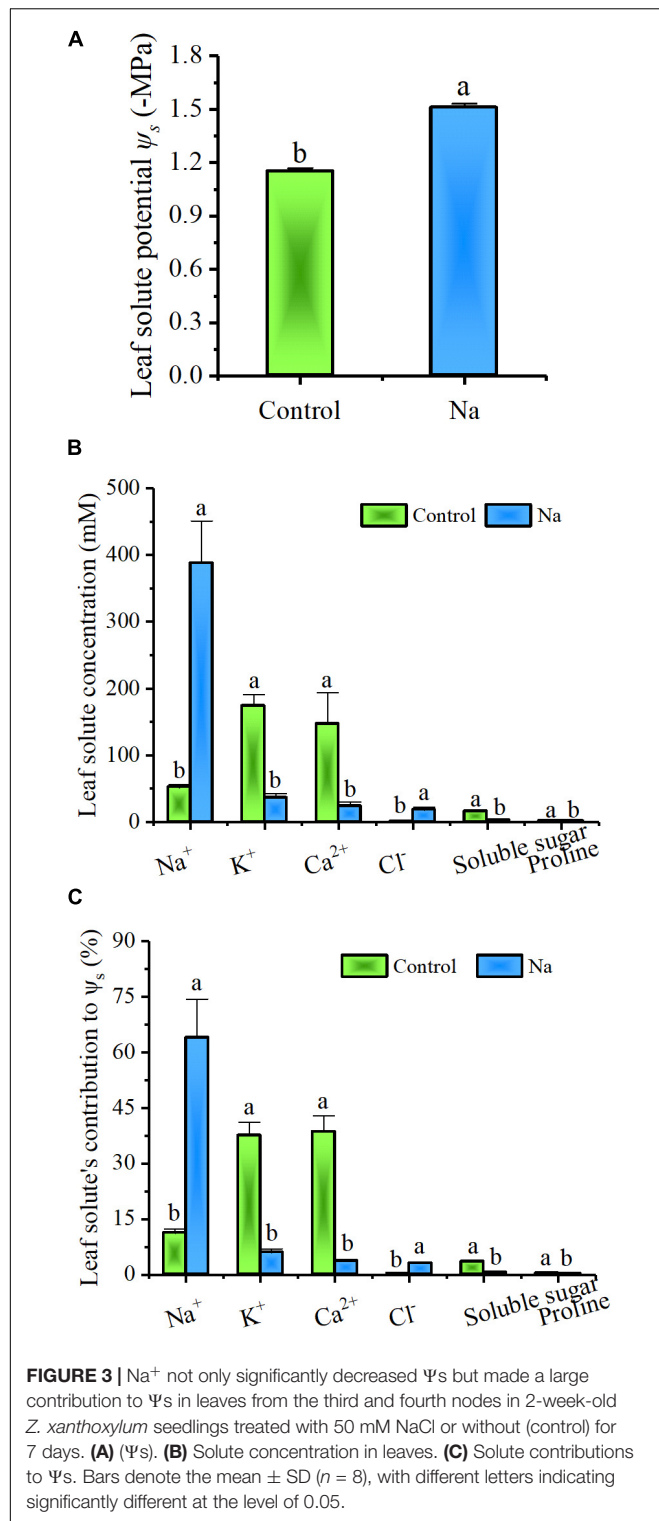 A
Leaf solute potential ψs (-MPa)
1.8
1.5
1.2
0.9
0.6
0.3
0.0
b
a
Control
Na
B
Leaf solute concentration (mM)
500
400
300
200
100
0
Control
Na
b
a
a
b
a
b
b
a
a
b
a
b
Na+
K+
Ca2+
Cl-
Soluble sugar
Proline
C
Leaf solute's contribution to ψs (%)
90
75
60
45
30
15
0
Control
Na
b
a
a
b
a
b
b
a
a
b
a
b
Na+
K+
Ca2+
Cl-
Soluble sugar
Proline
FIGURE 3 | Na+ not only significantly decreased Ψs but made a large
contribution to Ψs in leaves from the third and fourth nodes in 2-week-old
Z. xanthoxylum seedlings treated with 50 mM NaCl or without (control) for
7 days. (A) (Ψs). (B) Solute concentration in leaves. (C) Solute contributions
to Ψs. Bars denote the mean ± SD (n = 8), with different letters indicating
significantly different at the level of 0.05.